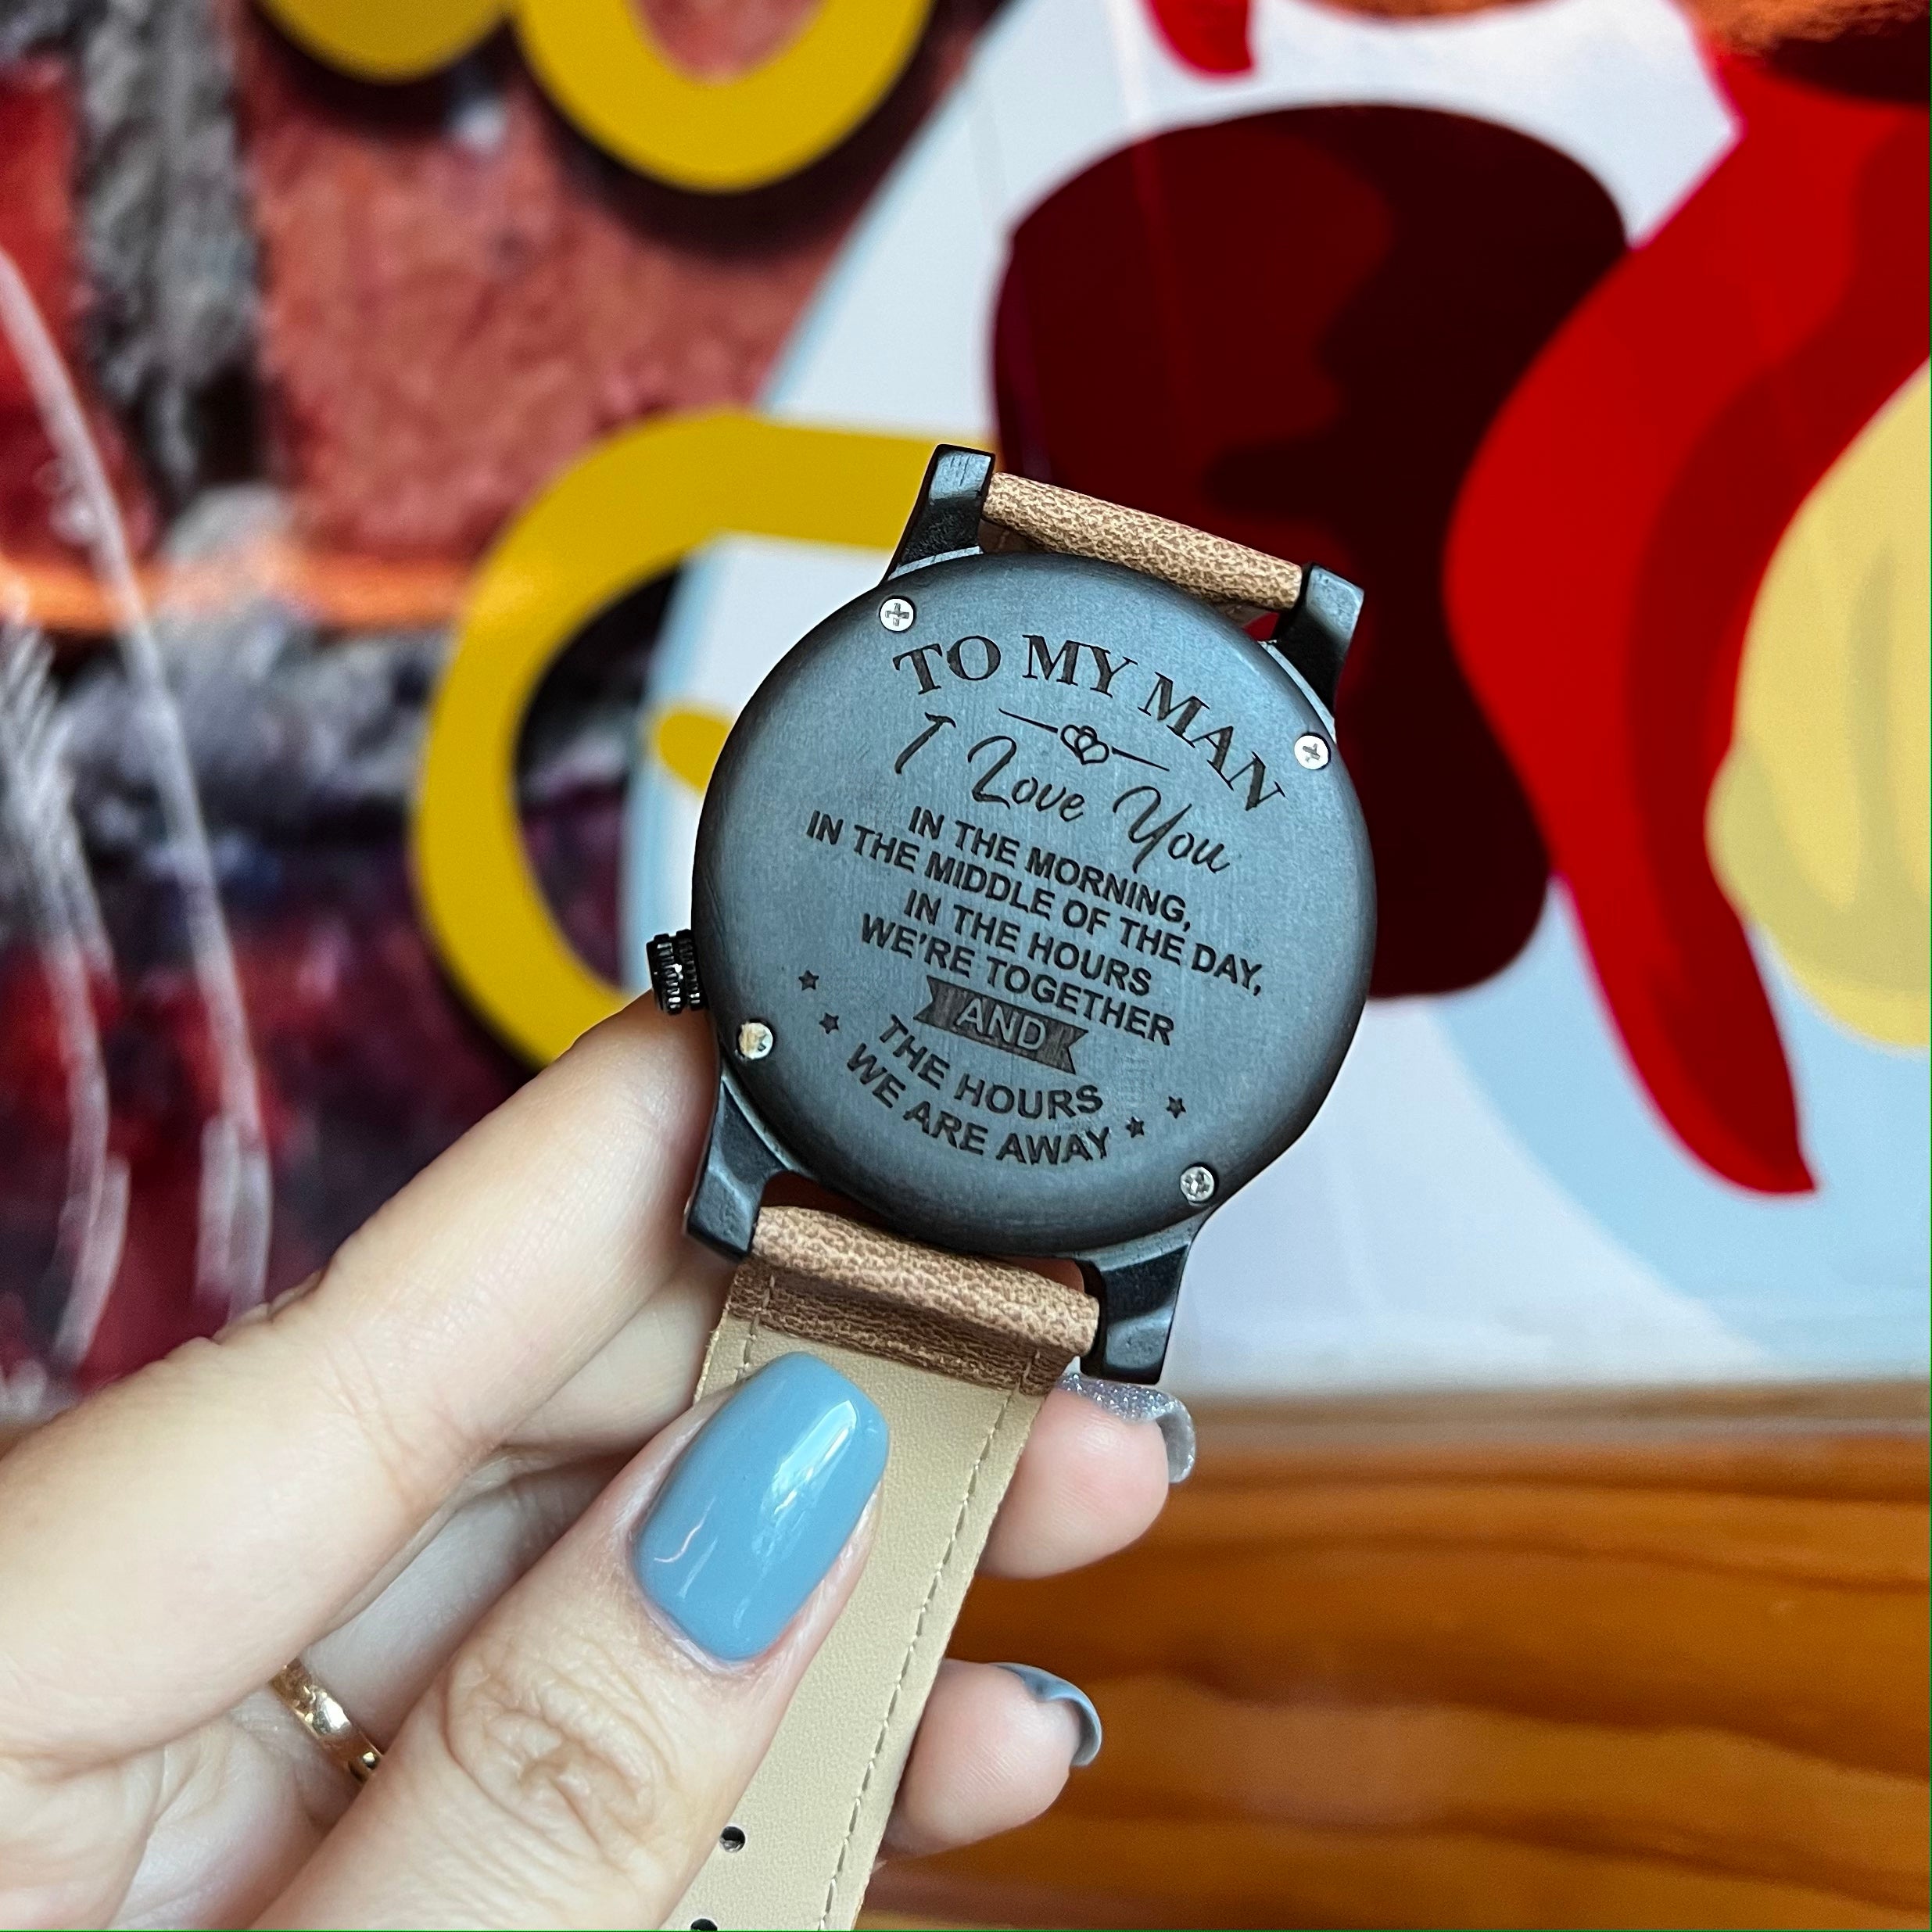 TO MY MAN
I Love You
IN THE MORNING,
IN THE MIDDLE OF THE DAY,
IN THE HOURS
WE'RE TOGETHER
AND
THE HOURS
WE ARE AWAY